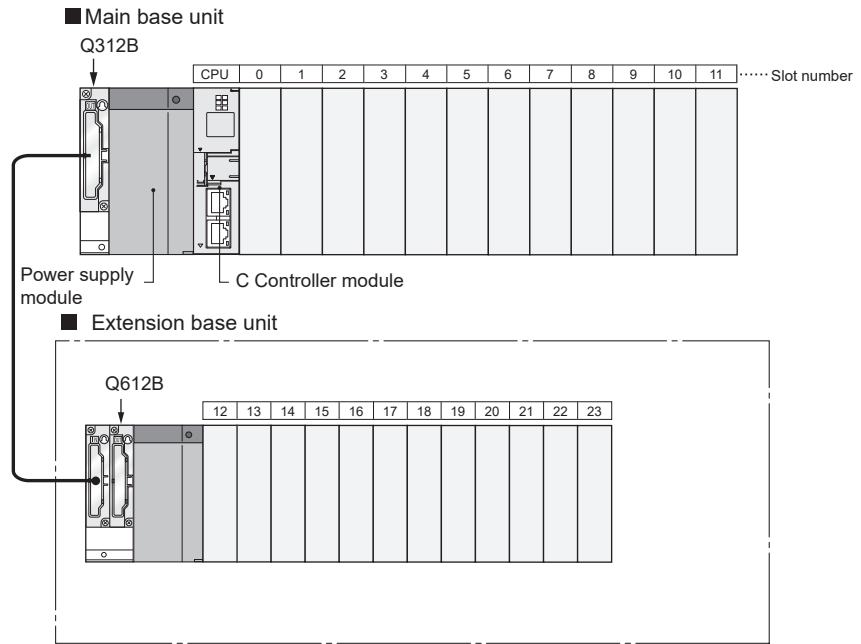 ■ Main base unit
Q312B
CPU 0 1 2 3 4 5 6 7 8 9 10 11 ······ Slot number
Power supply
module
C Controller module
■ Extension base unit
Q612B
12 13 14 15 16 17 18 19 20 21 22 23